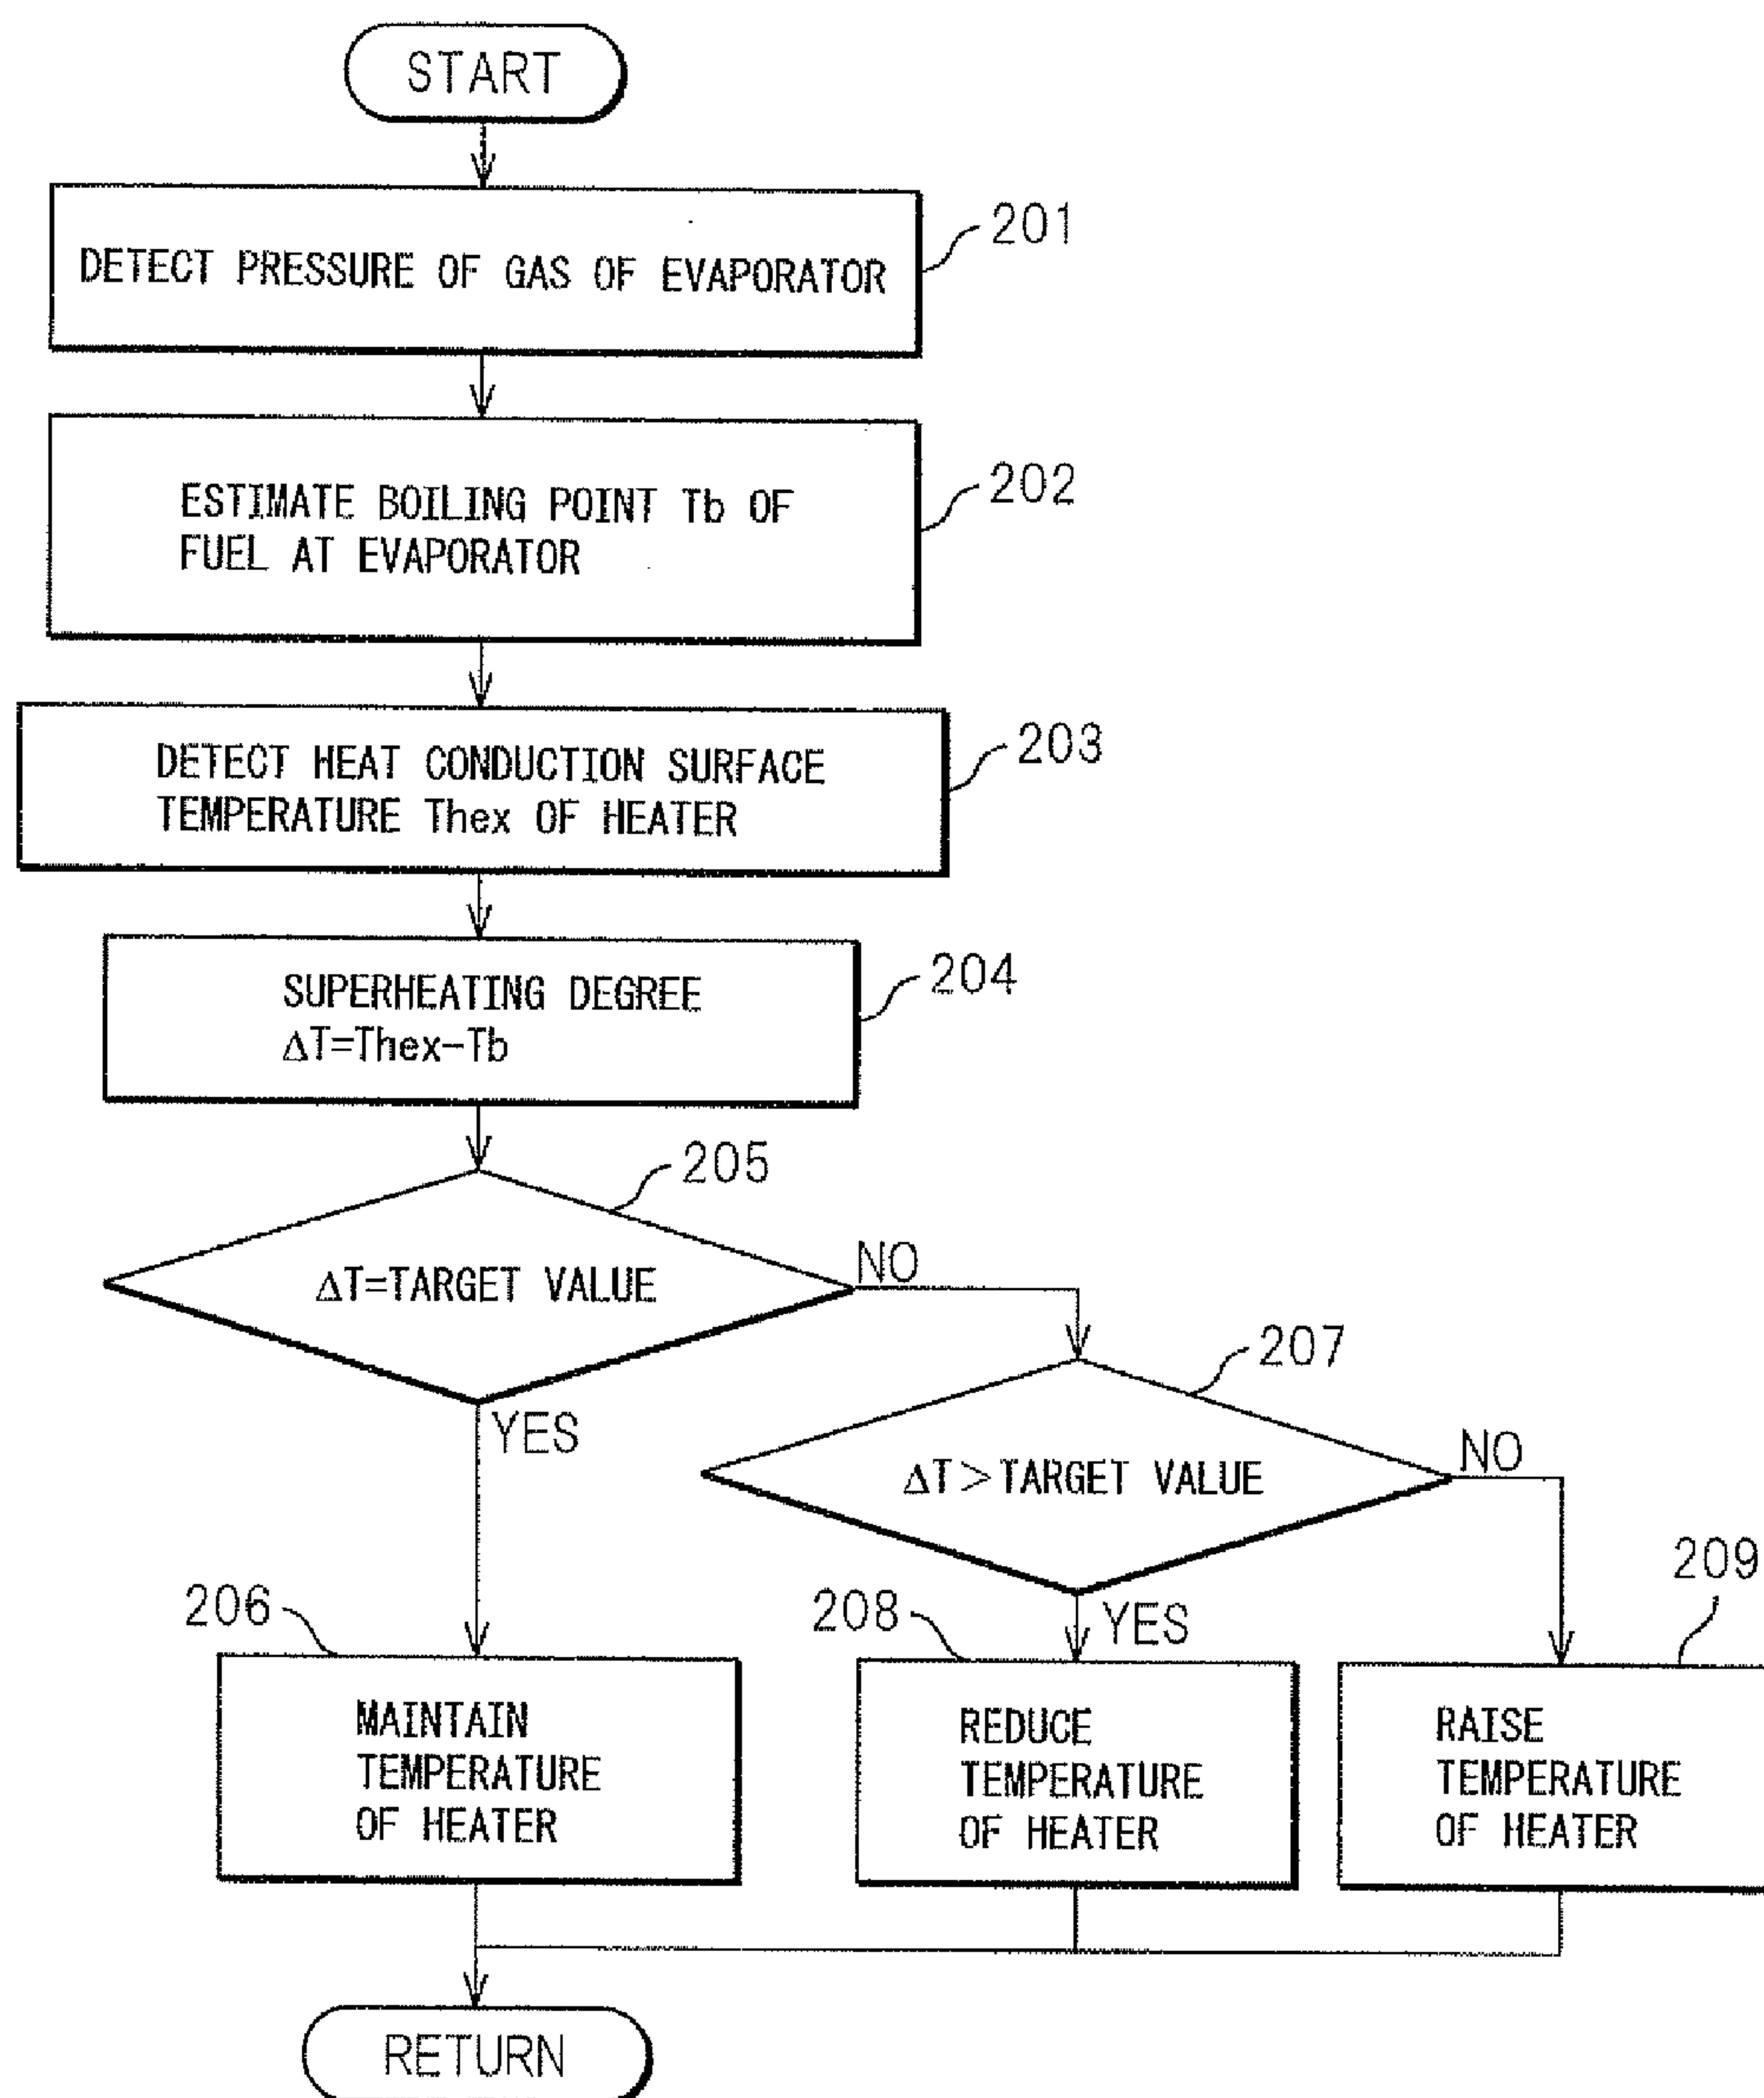 START
DETECT PRESSURE OF GAS OF EVAPORATOR
201
ESTIMATE BOILING POINT Tb OF
FUEL AT EVAPORATOR
202
DETECT HEAT CONDUCTION SURFACE
TEMPERATURE Thex OF HEATER
203
SUPERHEATING DEGREE
ΔT=Thex-Tb
204
205
ΔT=TARGET VALUE
NO
YES
207
ΔT>TARGET VALUE
NO
YES
206
MAINTAIN
TEMPERATURE
OF HEATER
208
REDUCE
TEMPERATURE
OF HEATER
209
RAISE
TEMPERATURE
OF HEATER
RETURN